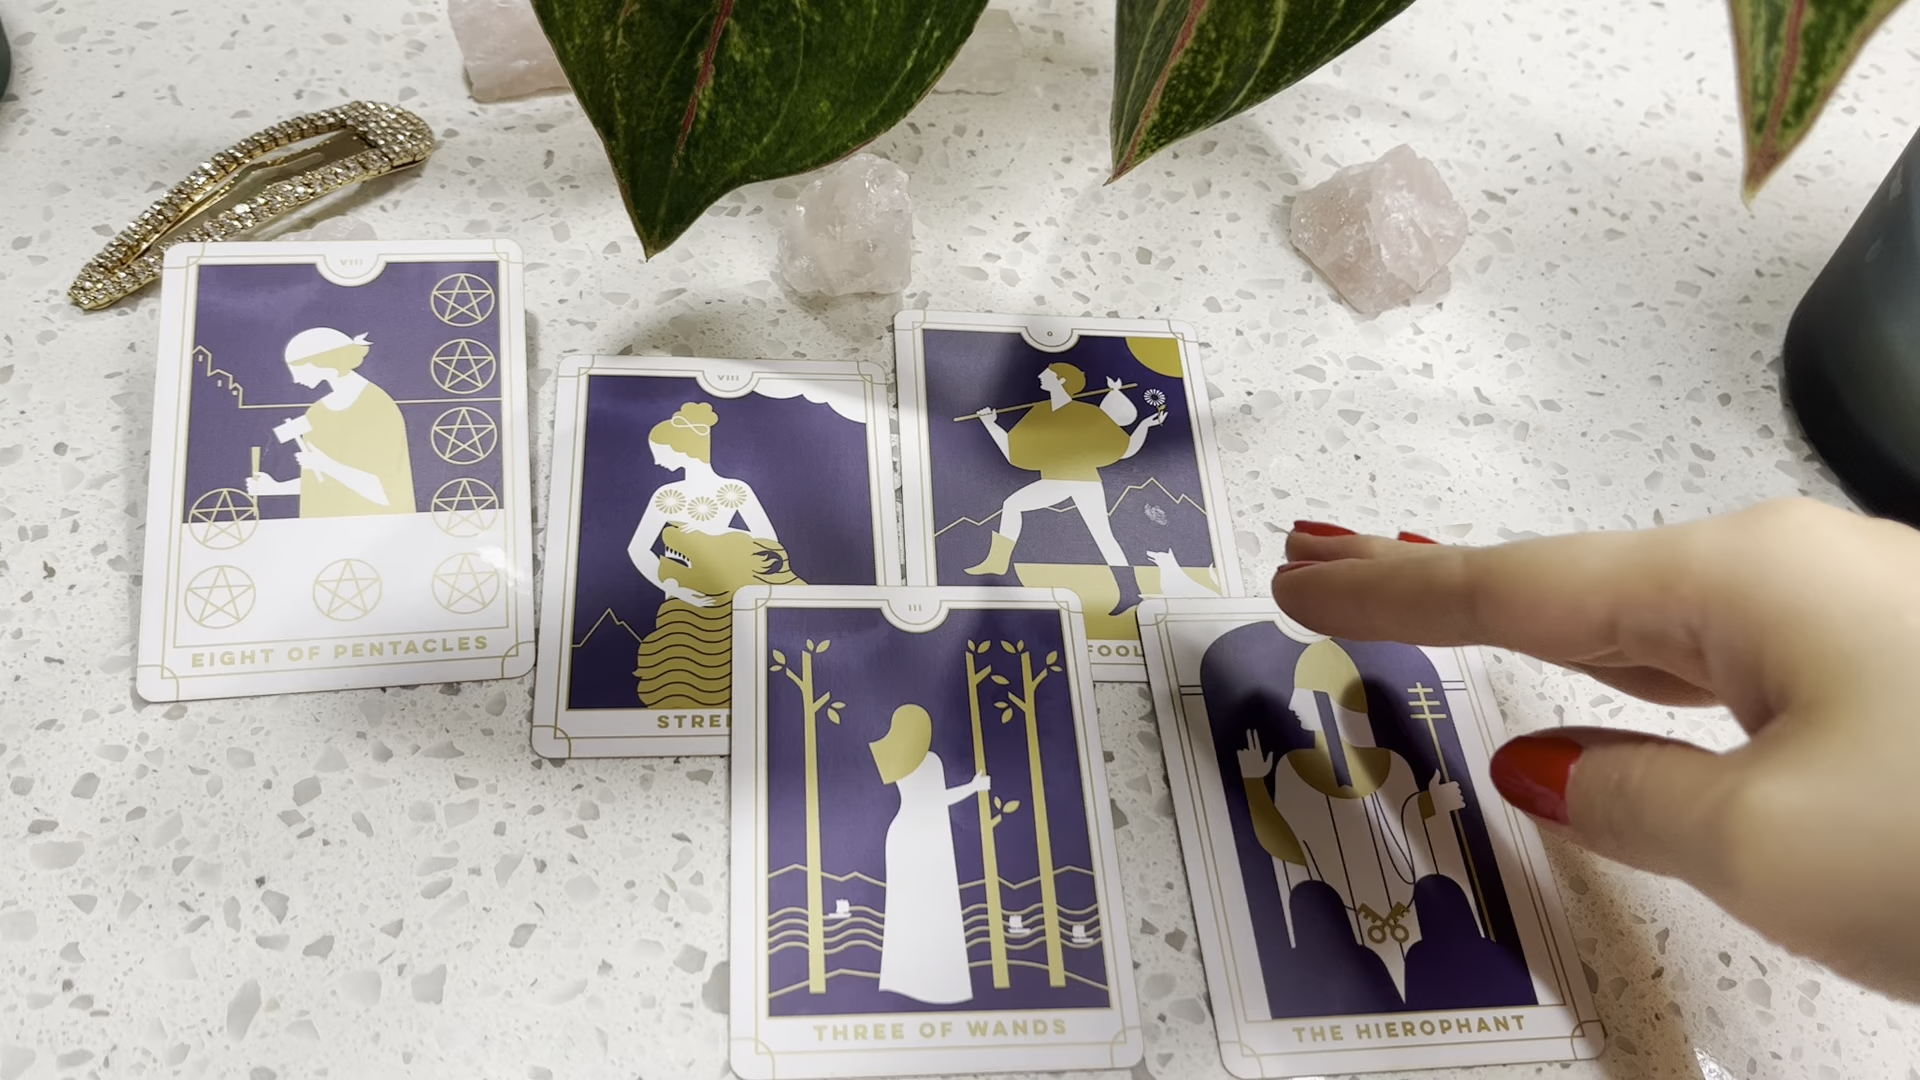 VIII
EIGHT OF PENTACLES
VIII
STRE
0
FOOL
III
THREE OF WANDS
THE HIEROPHANT